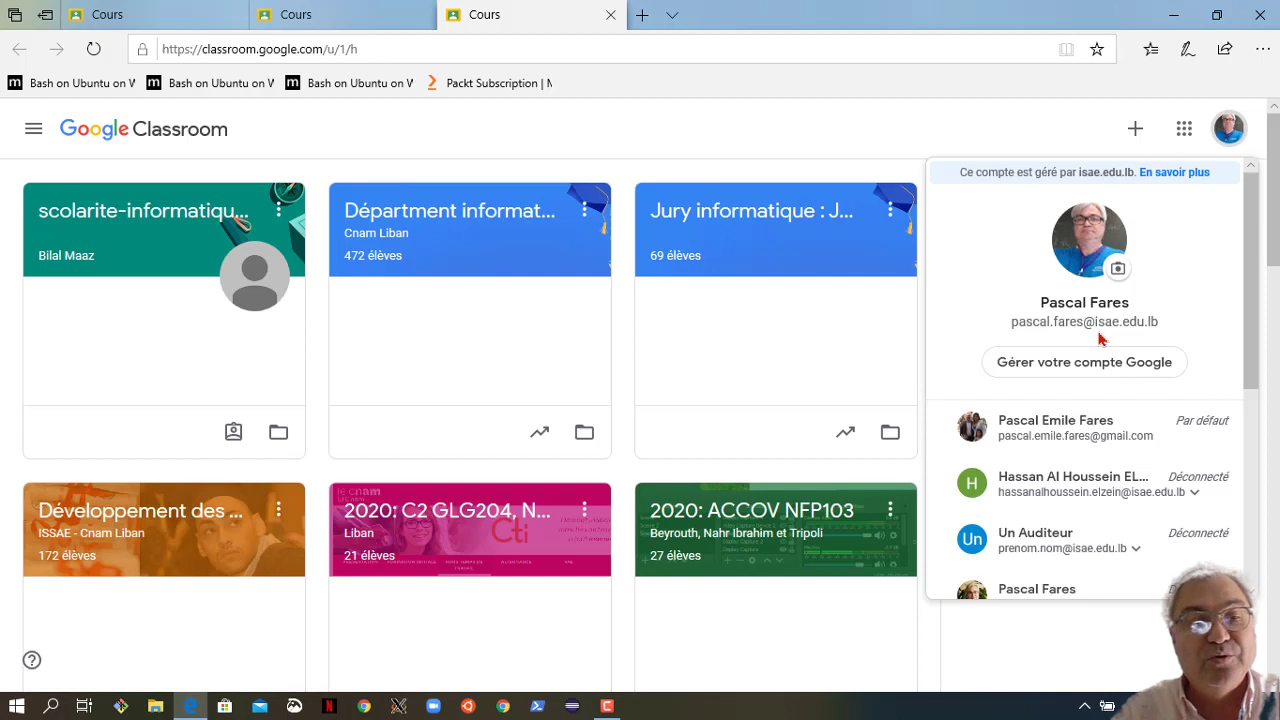 Cours
Cours
Cours
https://classroom.google.com/u/1/h
Bash on Ubuntu on W
Bash on Ubuntu on W
Bash on Ubuntu on W
Packt Subscription | N
Google Classroom
Ce compte est géré par isae.edu.lb. En savoir plus
scolarite-informatiqu...
Bilal Maaz
Départment informat...
Cnam Liban
472 élèves
Jury informatique : J...
69 élèves
Pascal Fares
pascal.fares@isae.edu.lb
Gérer votre compte Google
Pascal Emile Fares
Par défaut
pascal.emile.fares@gmail.com
Hassan Al Houssein EL...
Déconnecté
hassanalhoussein.elzein@isae.edu.lb
Un
Un Auditeur
Déconnecté
prenom.nom@isae.edu.lb
Pascal Fares
Développement des ...
ISSAE - Cnam Liban
172 élèves
2020: C2 GLG204, N...
Liban
21 élèves
2020: ACCOV NFP103
Beyrouth, Nahr Ibrahim et Tripoli
27 élèves